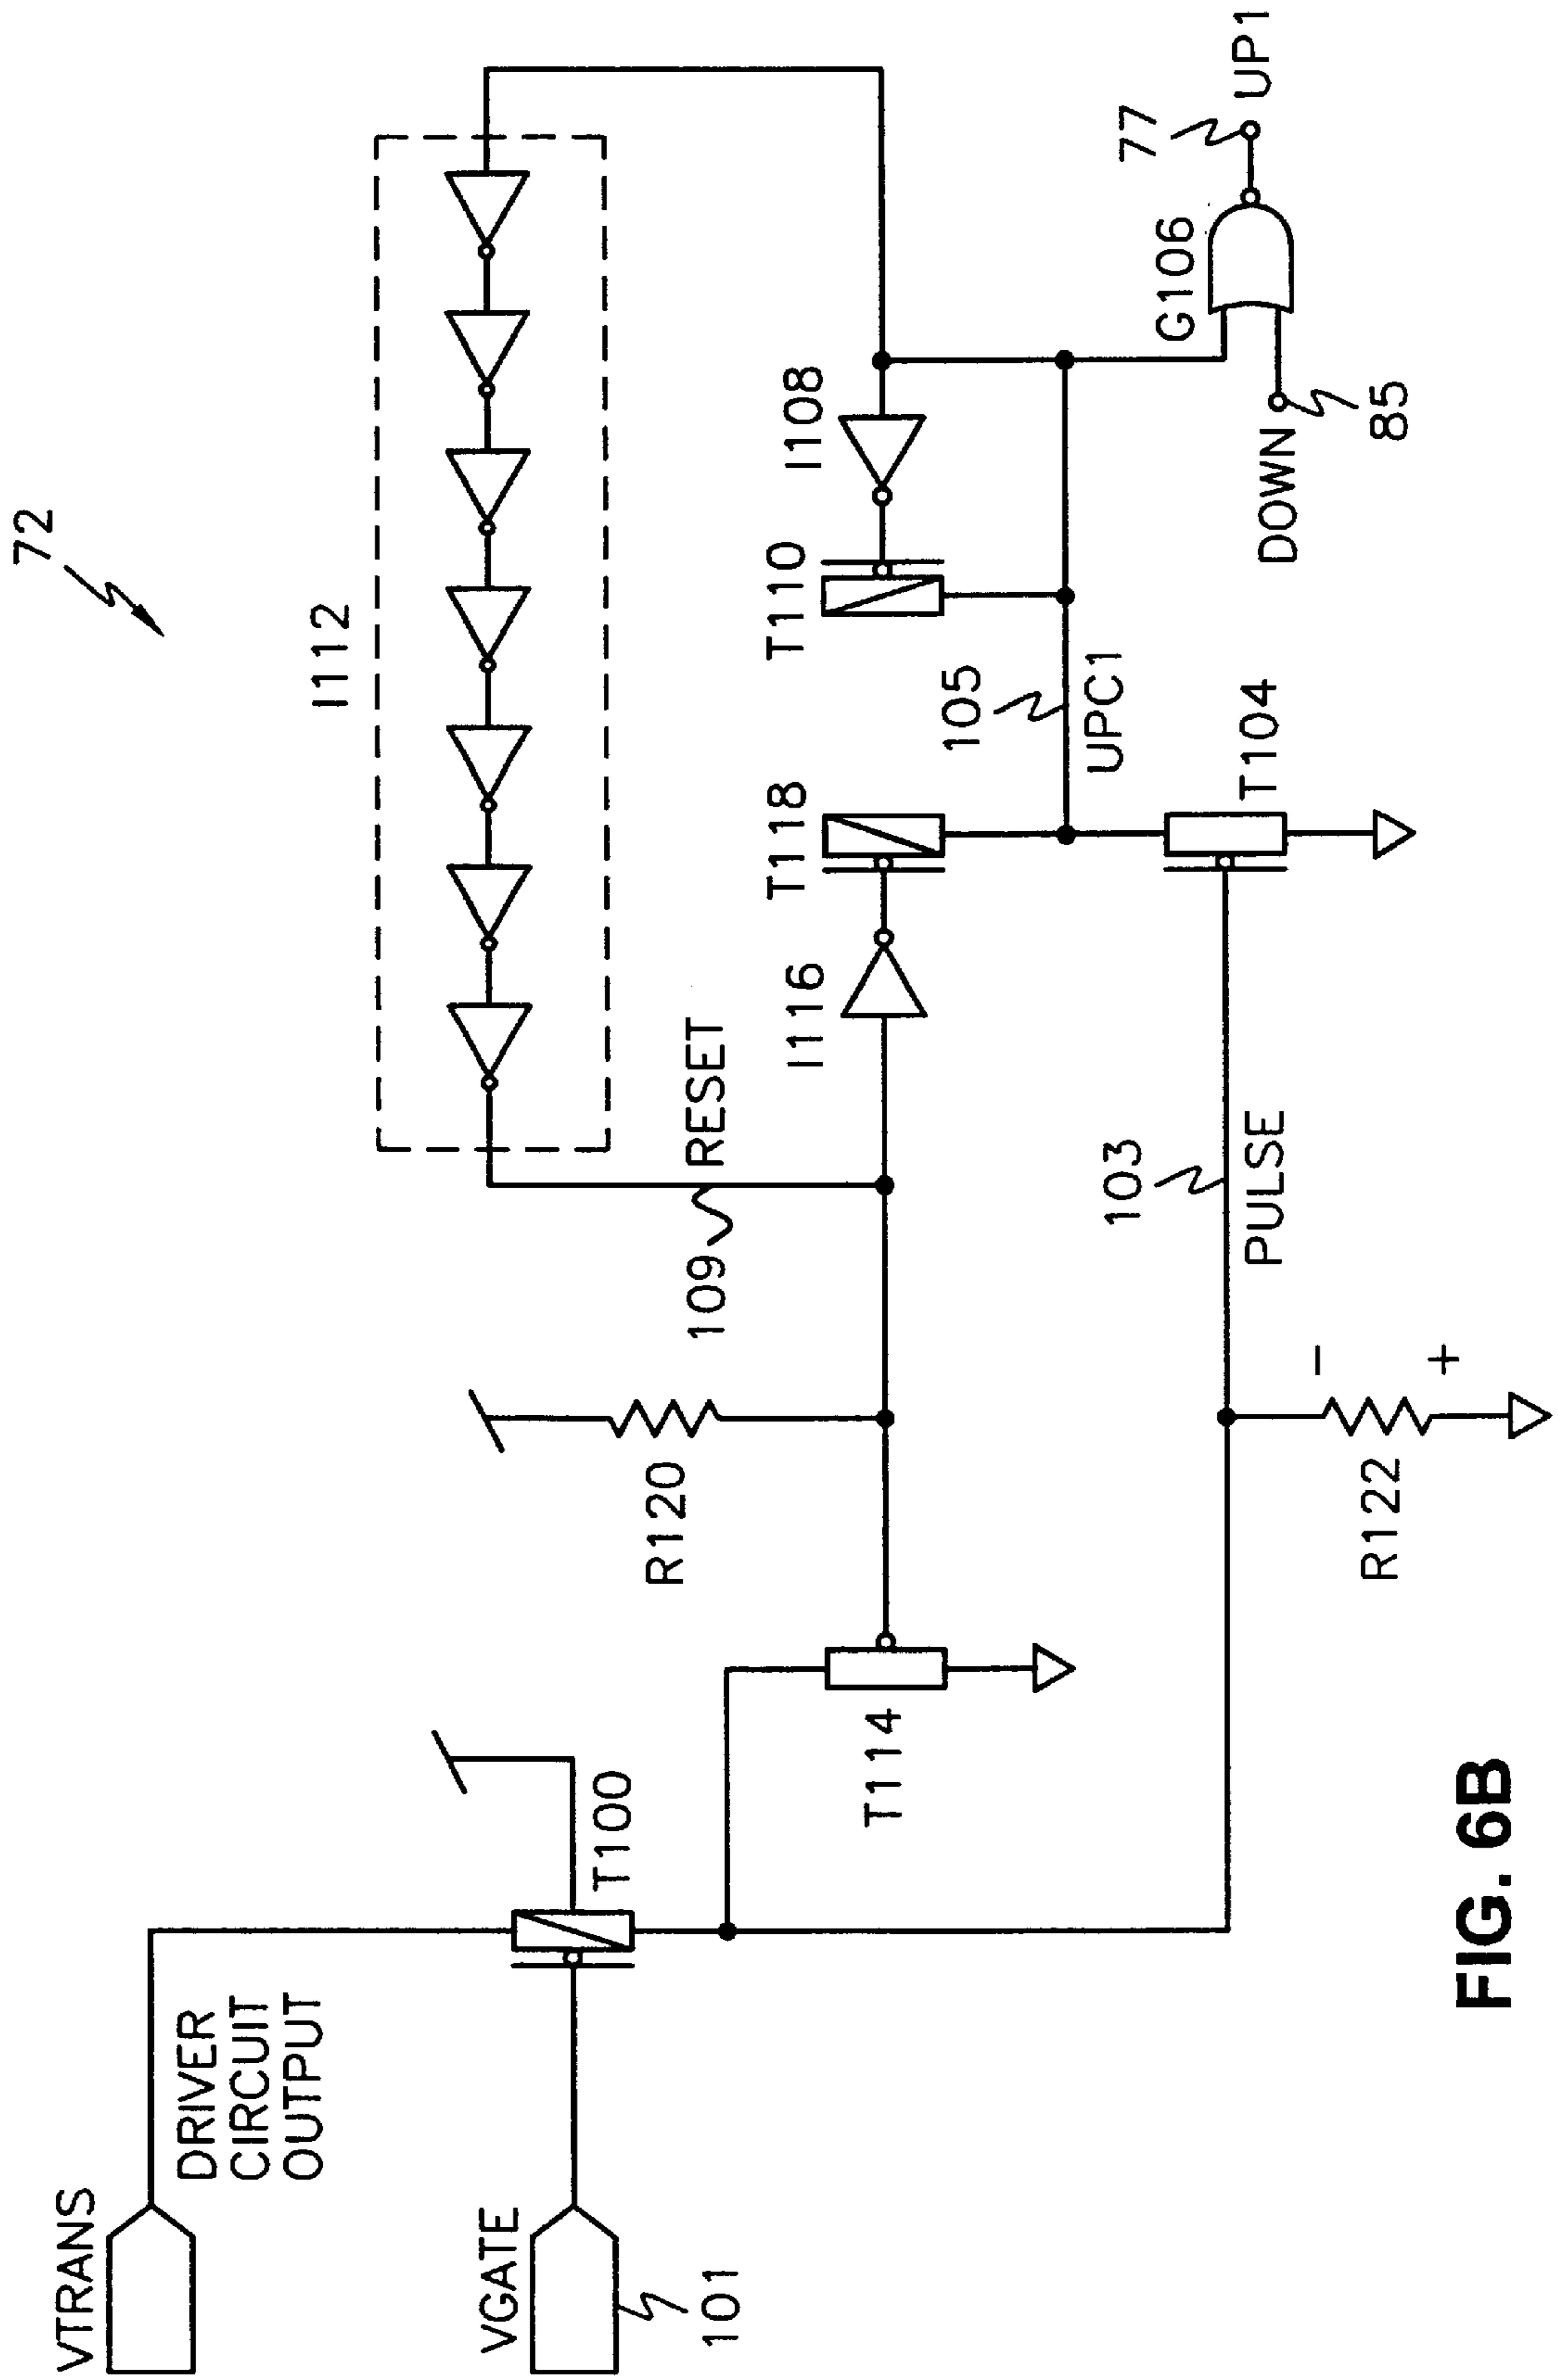 72
I112
VTRANS
DRIVER
CIRCUIT
OUTPUT
VGATE
101
T100
R120
109
RESET
T114
I116
T118
T110
I108
105
UPC1
103
PULSE
T104
R122
-
+
G106
77
UP1
DOWN
85
FIG. 6B